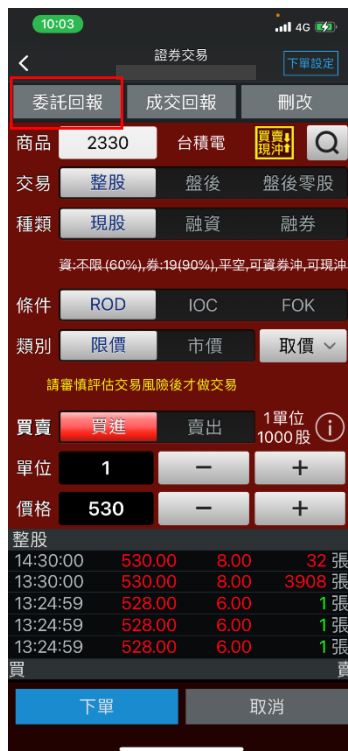 10:03 4G
證券交易 下單設定
委託回報 成交回報 刪改
商品 2330 台積電 買賣現沖
交易 整股 盤後 盤後零股
種類 現股 融資 融券
資:不限(60%),券:19(90%),平空,可資券沖,可現沖
條件 ROD IOC FOK
類別 限價 市價 取價
請審慎評估交易風險後才做交易
買賣 買進 賣出 1單位 1000股 i
單位 1 − +
價格 530 − +
整股
14:30:00 530.00 8.00 32 張
13:30:00 530.00 8.00 3908 張
13:24:59 528.00 6.00 1 張
13:24:59 528.00 6.00 1 張
13:24:59 528.00 6.00 1 張
買 賣
下單 取消